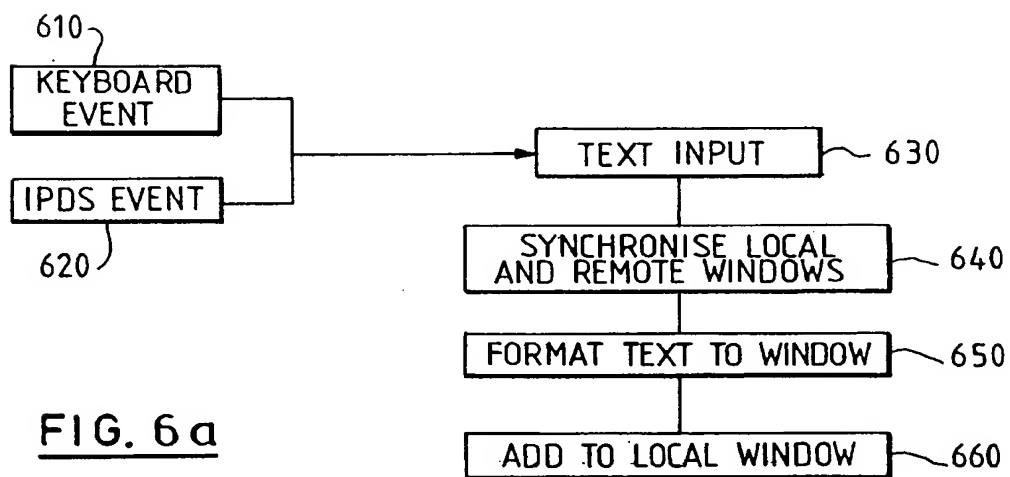 610
KEYBOARD
EVENT
IPDS EVENT
620
TEXT INPUT
630
SYNCHRONISE LOCAL
AND REMOTE WINDOWS
640
FORMAT TEXT TO WINDOW
650
ADD TO LOCAL WINDOW
660
FIG. 6a